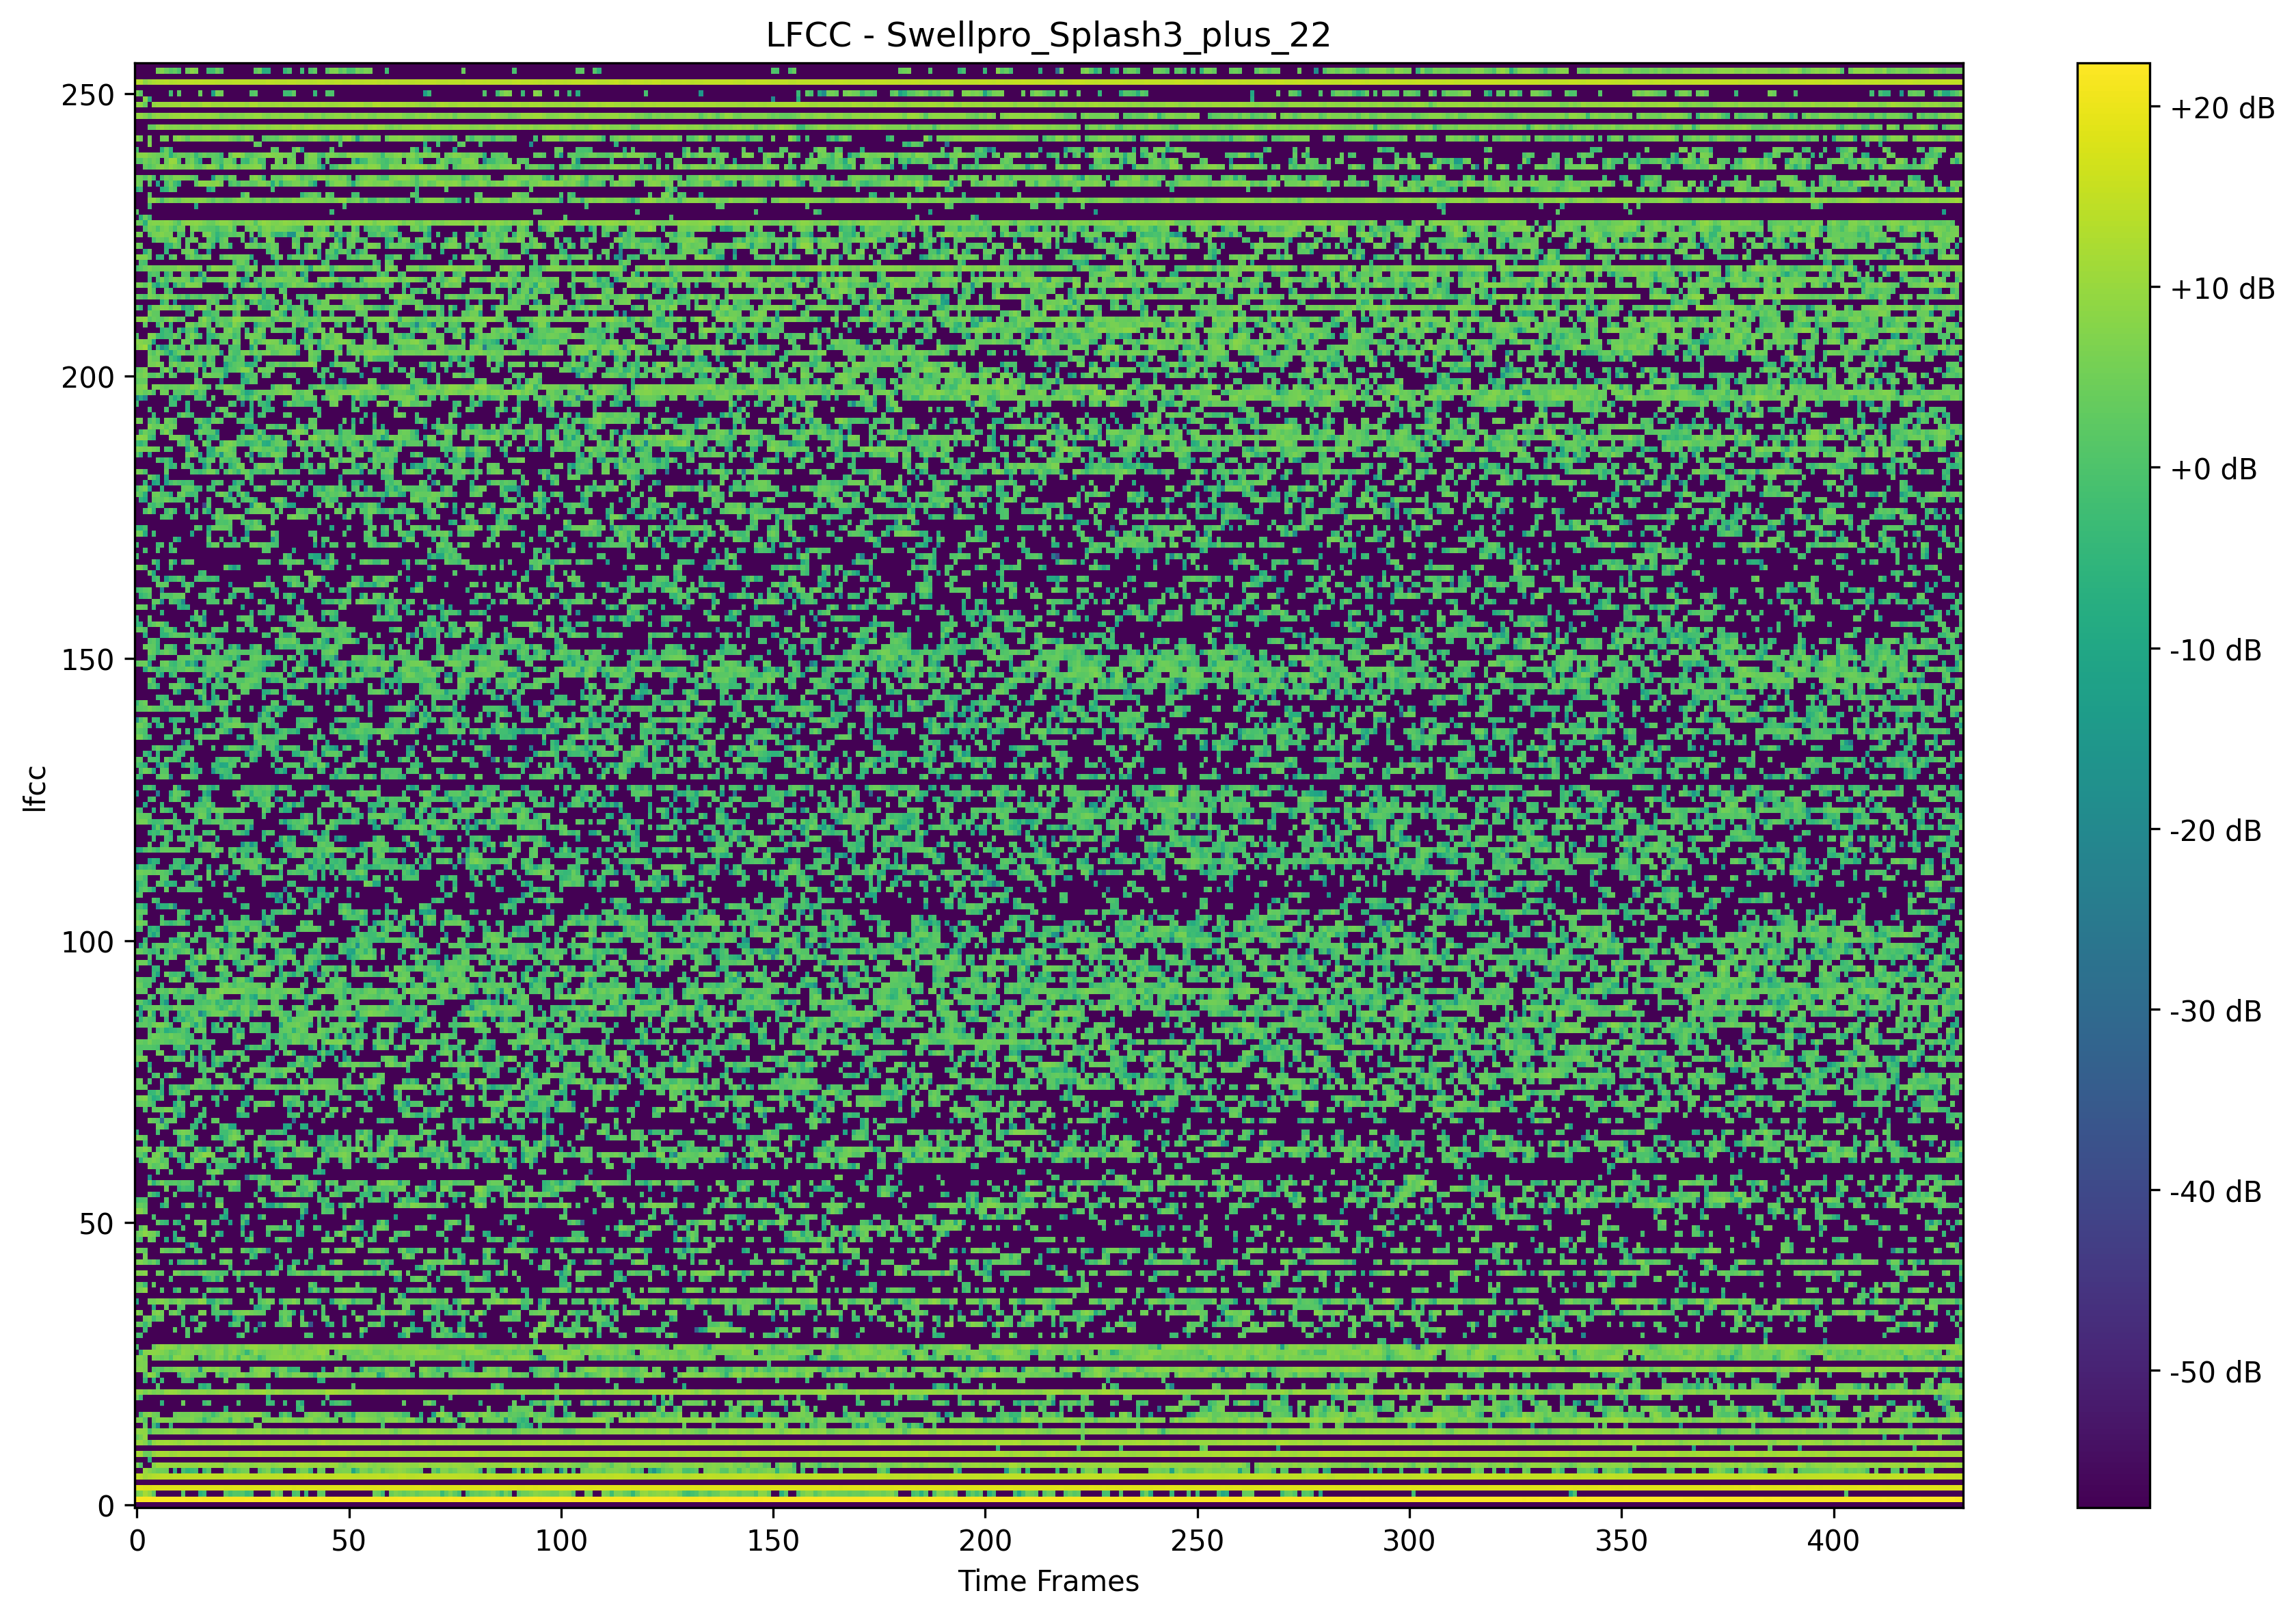 LFCC - Swellpro_Splash3_plus_22
lfcc
250
200
150
100
50
0
0 50 100 150 200 250 300 350 400
Time Frames
+20 dB
+10 dB
+0 dB
-10 dB
-20 dB
-30 dB
-40 dB
-50 dB